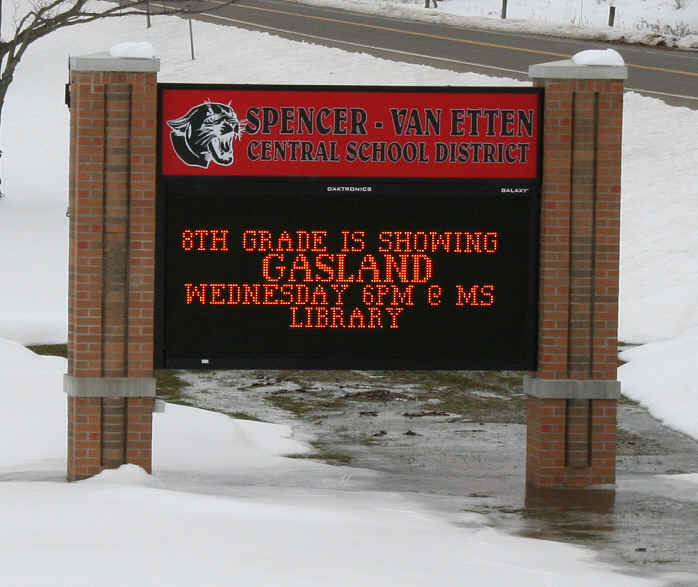 SPENCER - VAN ETTEN
CENTRAL SCHOOL DISTRICT
DAKTRONICS GALAXY
8TH GRADE IS SHOWING
GASLAND
WEDNESDAY 6PM @ MS
LIBRARY